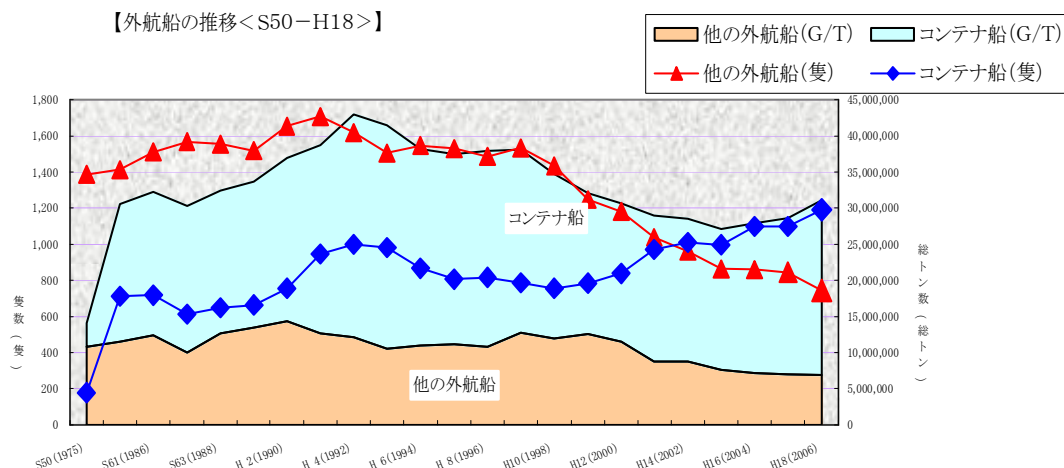 【外航船の推移<S50-H18>】
他の外航船(G/T) コンテナ船(G/T)
他の外航船(隻) コンテナ船(隻)
1,800
1,600
1,400
1,200
1,000
800
600
400
200
0
隻数(隻)
コンテナ船
他の外航船
45,000,000
40,000,000
35,000,000
30,000,000
25,000,000
20,000,000
15,000,000
10,000,000
5,000,000
0
総トン数(総トン)
S50(1975)
S61(1986)
S63(1988)
H 2(1990)
H 4(1992)
H 6(1994)
H 8(1996)
H10(1998)
H12(2000)
H14(2002)
H16(2004)
H18(2006)